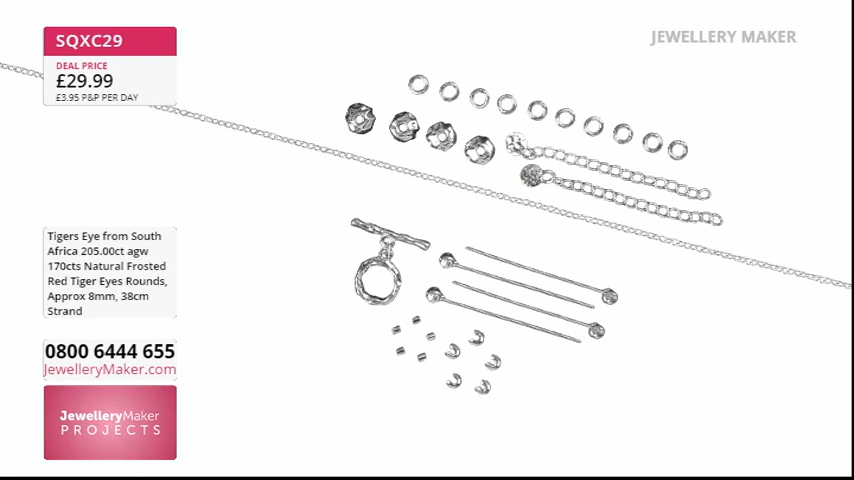 SQXC29
DEAL PRICE
£29.99
£3.95 P&P PER DAY
JEWELLERY MAKER
Tigers Eye from South
Africa 205.00ct agw
170cts Natural Frosted
Red Tiger Eyes Rounds,
Approx 8mm, 38cm
Strand
0800 6444 655
JewelleryMaker.com
JewelleryMaker
PROJECTS